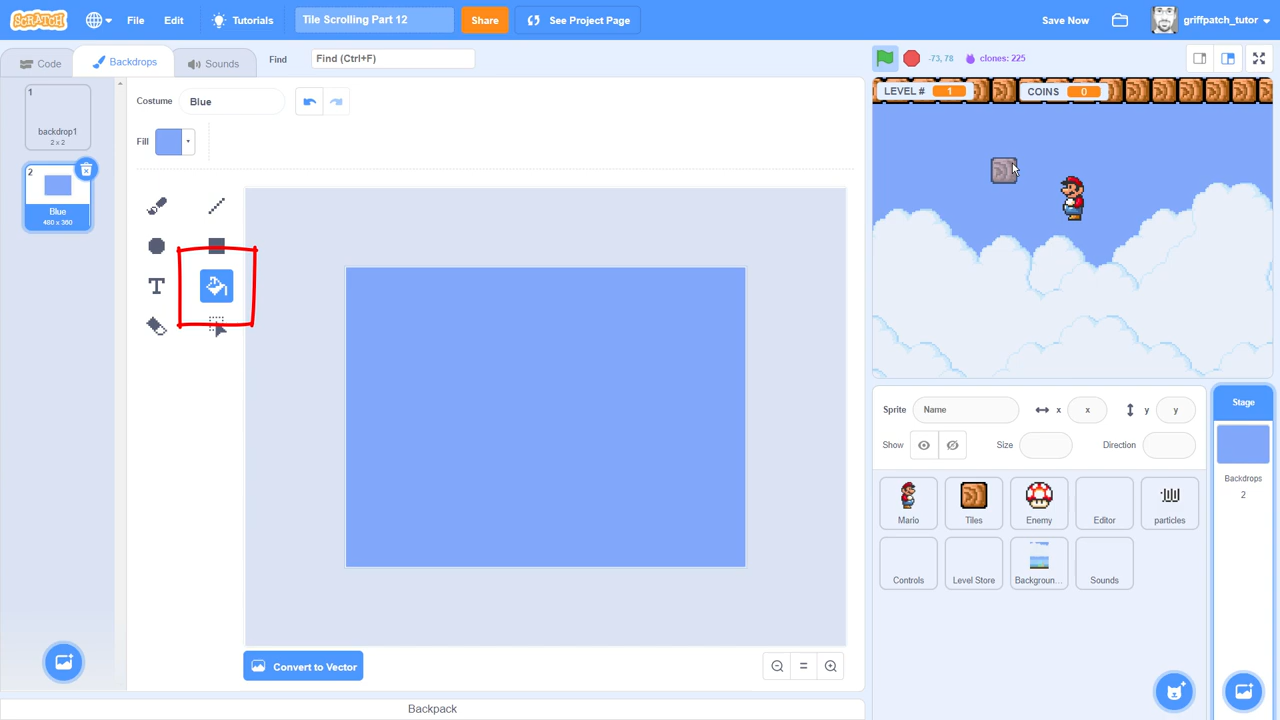 SCRATCH File Edit Tutorials Tile Scrolling Part 12 Share See Project Page Save Now griffpatch_tutor
Code Backdrops Sounds Find Find (Ctrl+F) -73, 78 clones: 225
1
backdrop1
2 x 2
2
Blue
480 x 360
Costume Blue
Fill
T
Convert to Vector
LEVEL # 1 COINS 0
Sprite Name x x y y
Show Size Direction
Mario Tiles Enemy Editor particles
Controls Level Store Backgroun... Sounds
Stage
Backdrops
2
Backpack